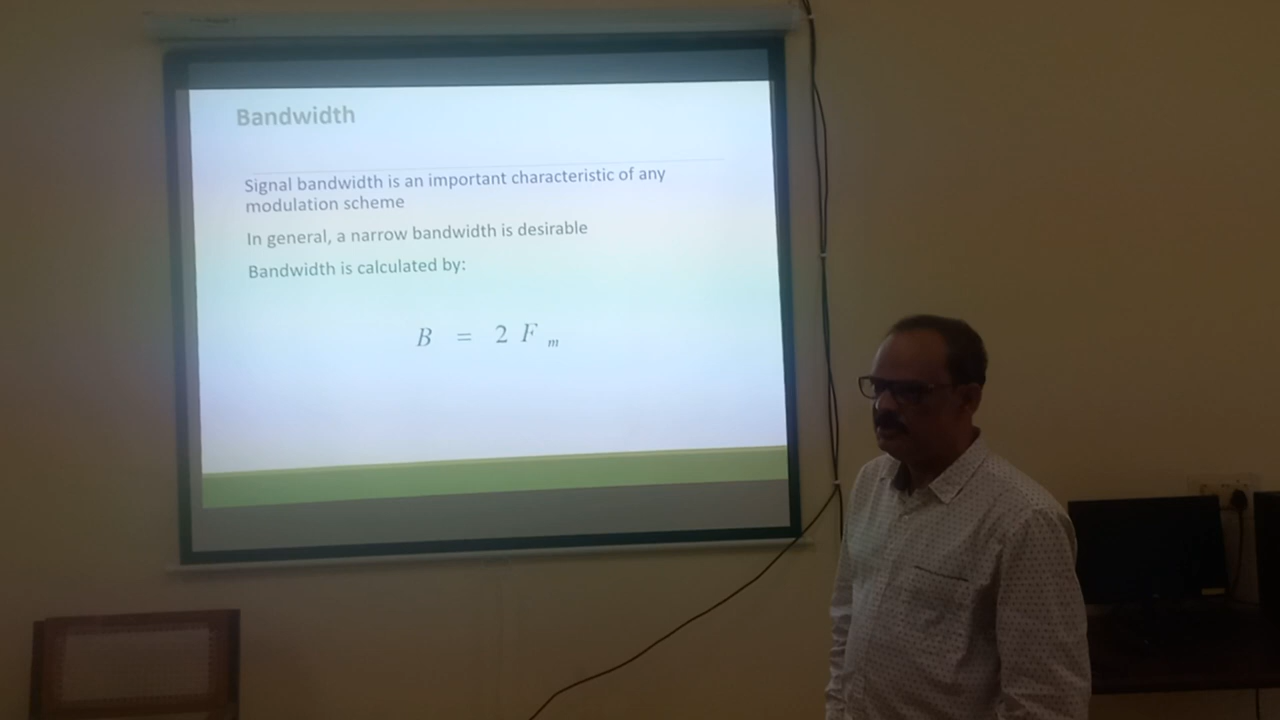 Bandwidth
Signal bandwidth is an important characteristic of any
modulation scheme
In general, a narrow bandwidth is desirable
Bandwidth is calculated by:
B = 2 F m